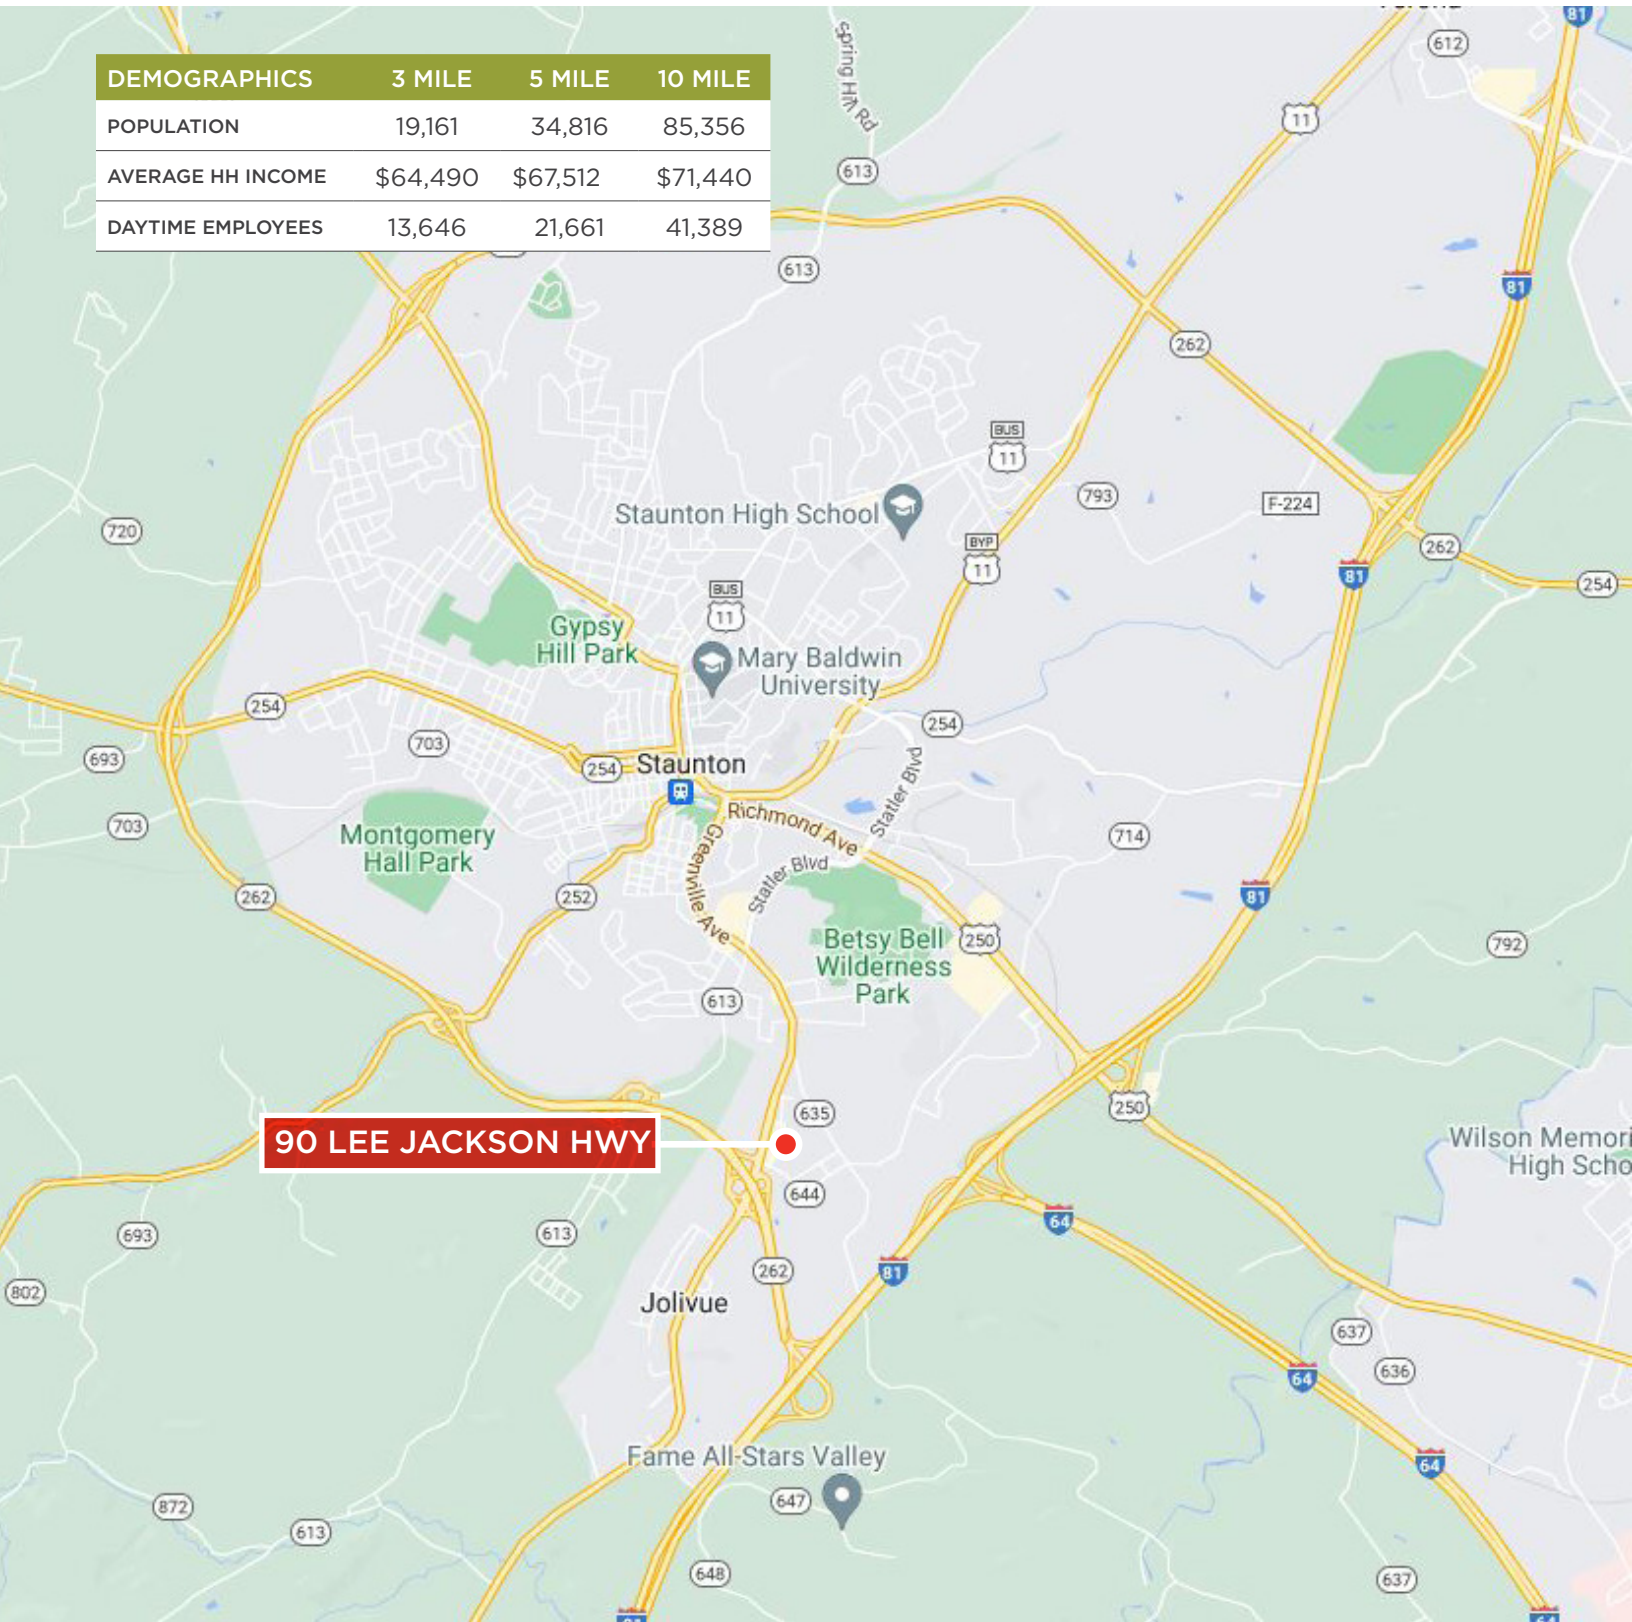 81
612
DEMOGRAPHICS 3 MILE 5 MILE 10 MILE
POPULATION 19,161 34,816 85,356
AVERAGE HH INCOME $64,490 $67,512 $71,440
DAYTIME EMPLOYEES 13,646 21,661 41,389
Spring Hill Rd
11
613
613
81
262
BUS
11
Staunton High School
793
F-224
720
BYP
11
262
81
254
BUS
11
Gypsy
Hill Park
Mary Baldwin
University
254
254
703
693
254
Staunton
Statler Blvd
703
Montgomery
Hall Park
Richmond Ave
714
Greenville Ave
Statler Blvd
262
252
81
Betsy Bell
Wilderness
Park
250
792
613
635
250
90 LEE JACKSON HWY
Wilson Memori
High Scho
644
693
613
64
262
81
802
Jolivue
637
636
64
Fame All-Stars Valley
64
647
872
613
648
637
81
64